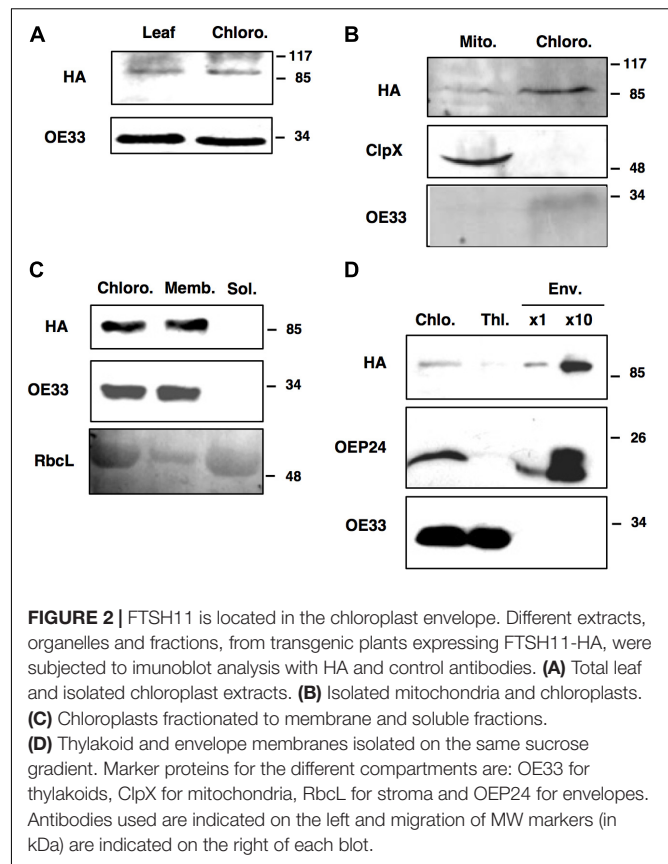 A
Leaf Chloro.
HA
117
85
OE33
34
B
Mito. Chloro.
HA
117
85
ClpX
48
OE33
34
C
Chloro. Memb. Sol.
HA
85
OE33
34
RbcL
48
D
Env.
Chlo. Thl. x1 x10
HA
85
OEP24
26
OE33
34
FIGURE 2 | FTSH11 is located in the chloroplast envelope. Different extracts,
organelles and fractions, from transgenic plants expressing FTSH11-HA, were
subjected to imunoblot analysis with HA and control antibodies. (A) Total leaf
and isolated chloroplast extracts. (B) Isolated mitochondria and chloroplasts.
(C) Chloroplasts fractionated to membrane and soluble fractions.
(D) Thylakoid and envelope membranes isolated on the same sucrose
gradient. Marker proteins for the different compartments are: OE33 for
thylakoids, ClpX for mitochondria, RbcL for stroma and OEP24 for envelopes.
Antibodies used are indicated on the left and migration of MW markers (in
kDa) are indicated on the right of each blot.